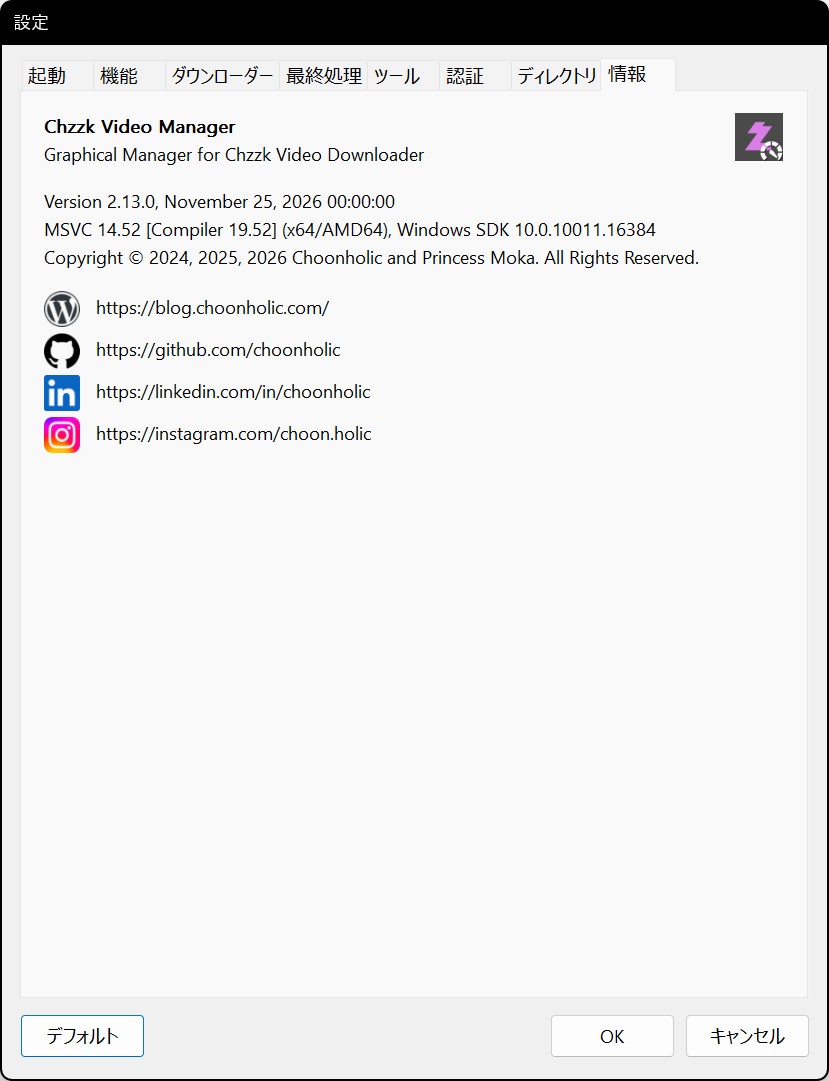 設定
起動 機能 ダウンローダー 最終処理 ツール 認証 ディレクトリ 情報
Chzzk Video Manager
Graphical Manager for Chzzk Video Downloader
Version 2.13.0, November 25, 2026 00:00:00
MSVC 14.52 [Compiler 19.52] (x64/AMD64), Windows SDK 10.0.10011.16384
Copyright © 2024, 2025, 2026 Choonholic and Princess Moka. All Rights Reserved.
https://blog.choonholic.com/
https://github.com/choonholic
https://linkedin.com/in/choonholic
https://instagram.com/choon.holic
デフォルト OK キャンセル